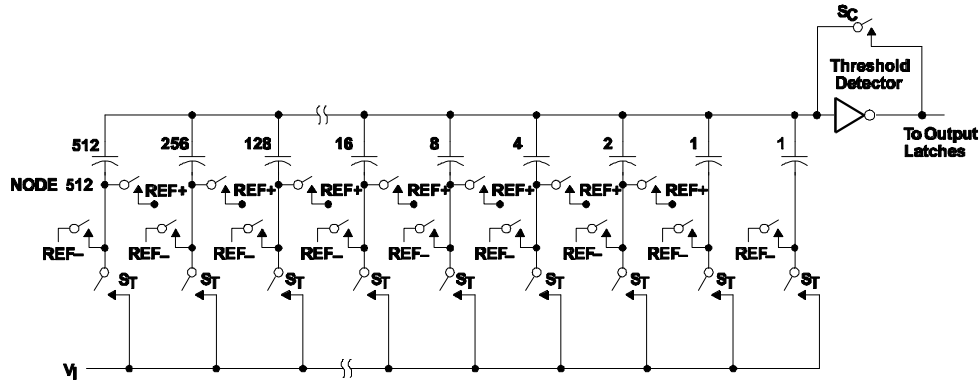 SC
Threshold
Detector
To Output
Latches
512 256 128 16 8 4 2 1 1
NODE 512 REF+ REF+ REF+ REF+ REF+ REF+ REF+
REF– REF– REF– REF– REF– REF– REF– REF– REF–
ST ST ST ST ST ST ST ST ST
VI